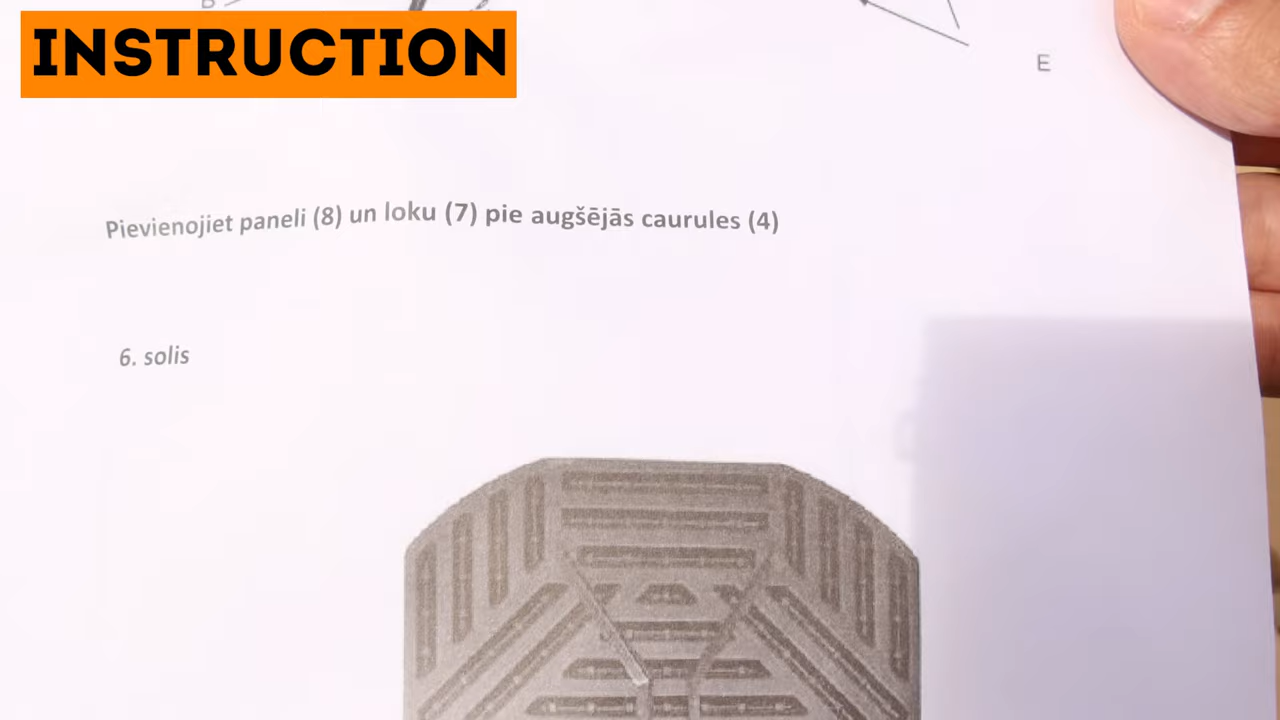 B
INSTRUCTION
E
Pievienojiet paneli (8) un loku (7) pie augšējās caurules (4)
6. solis